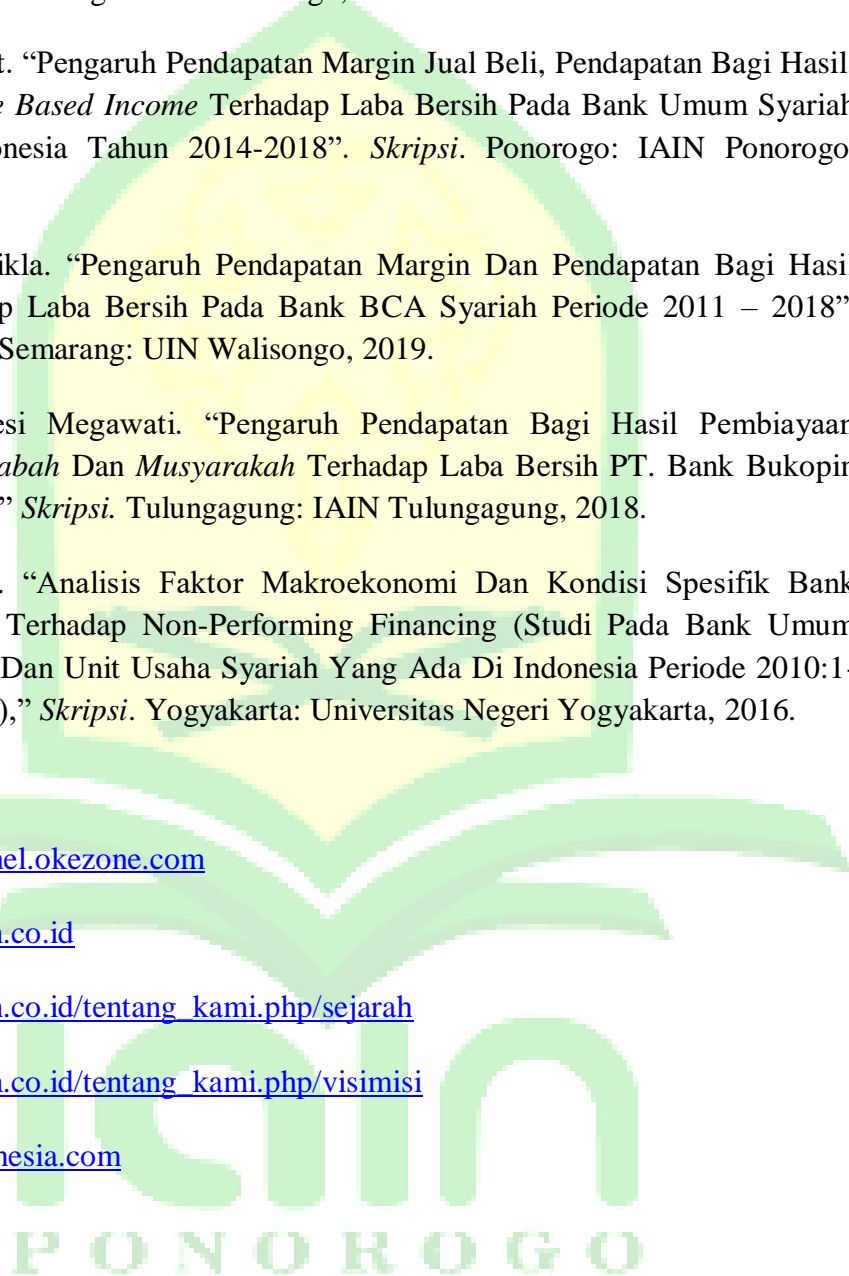 t. “Pengaruh Pendapatan Margin Jual Beli, Pendapatan Bagi Hasil
e Based Income Terhadap Laba Bersih Pada Bank Umum Syariah
onesia Tahun 2014-2018”. Skripsi. Ponorogo: IAIN Ponorogo
ikla. “Pengaruh Pendapatan Margin Dan Pendapatan Bagi Hasil
p Laba Bersih Pada Bank BCA Syariah Periode 2011 – 2018”
Semarang: UIN Walisongo, 2019.
esi Megawati. “Pengaruh Pendapatan Bagi Hasil Pembiayaan
abah Dan Musyarakah Terhadap Laba Bersih PT. Bank Bukopin
” Skripsi. Tulungagung: IAIN Tulungagung, 2018.
. “Analisis Faktor Makroekonomi Dan Kondisi Spesifik Bank
Terhadap Non-Performing Financing (Studi Pada Bank Umum
Dan Unit Usaha Syariah Yang Ada Di Indonesia Periode 2010:1-
),” Skripsi. Yogyakarta: Universitas Negeri Yogyakarta, 2016.
nel.okezone.com
n.co.id
n.co.id/tentang_kami.php/sejarah
n.co.id/tentang_kami.php/visimisi
nesia.com
iain
PONOROGO